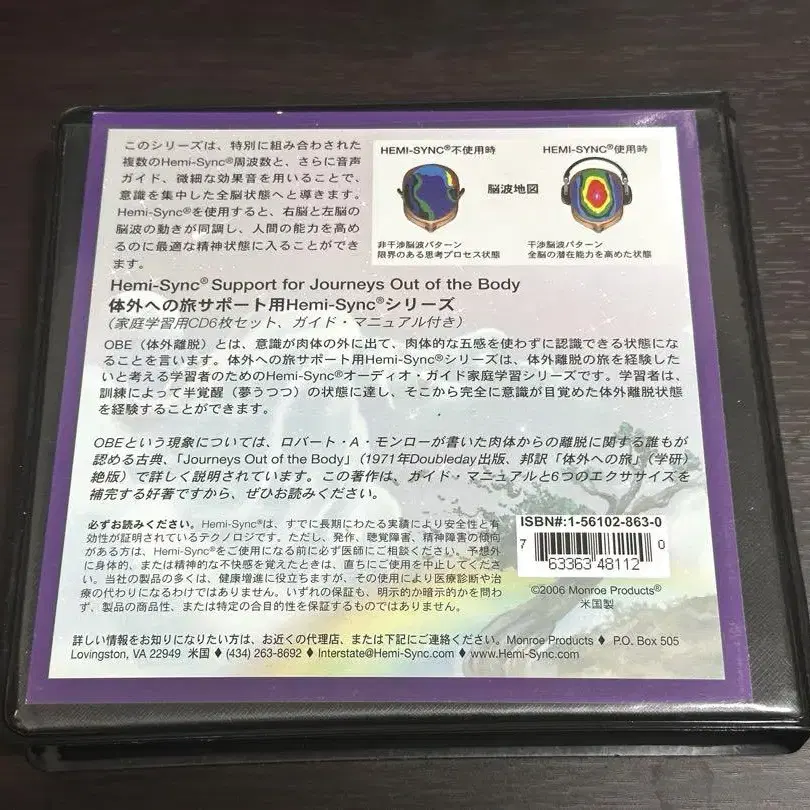 このシリーズは、特別に組み合わされた
複数のHemi-Sync®周波数と、さらに音声
ガイド、微細な効果音を用いることで、
意識を集中した全脳状態へと導きます。
Hemi-Sync®を使用すると、右脳と左脳の
脳波の動きが同調し、人間の能力を高め
るのに最適な精神状態に入ることができ
ます。
HEMI-SYNC®不使用時
HEMI-SYNC®使用時
脳波地図
非干渉脳波パターン
限界のある思考プロセス状態
干渉脳波パターン
全脳の潜在能力を高めた状態
Hemi-Sync® Support for Journeys Out of the Body
体外への旅サポート用Hemi-Sync®シリーズ
（家庭学習用CD6枚セット、ガイド・マニュアル付き）
OBE（体外離脱）とは、意識が肉体の外に出て、肉体的な五感を使わずに認識できる状態にな
ることを言います。体外への旅サポート用Hemi-Sync®シリーズは、体外離脱の旅を経験した
いと考える学習者のためのHemi-Sync®オーディオ・ガイド家庭学習シリーズです。学習者は、
訓練によって半覚醒（夢うつつ）の状態に達し、そこから完全に意識が目覚めた体外離脱状態
を経験することができます。
OBEという現象については、ロバート・A・モンローが書いた肉体からの離脱に関する誰もが
認める古典、「Journeys Out of the Body」（1971年Doubleday出版、邦訳「体外への旅」（学研）
絶版）で詳しく説明されています。この著作は、ガイド・マニュアルと6つのエクササイズを
補完する好著ですから、ぜひお読みください。
必ずお読みください。Hemi-Sync®は、すでに長期にわたる実績により安全性と有
効性が証明されているテクノロジです。ただし、発作、聴覚障害、精神障害の傾向
がある方は、Hemi-Sync®をご使用になる前に必ず医師にご相談ください。予想外
に身体的、または精神的な不快感を覚えたときは、直ちにご使用を中止してくださ
い。当社の製品の多くは、健康増進に役立ちますが、その使用により医療診断や治
療の代わりになるわけではありません。いずれの保証も、明示的か暗示的かを問わ
ず、製品の商品性、または特定の合目的性を保証するものではありません。
ISBN#:1-56102-863-0
7 63363 48112 0
©2006 Monroe Products®
米国製
詳しい情報をお知りになりたい方は、お近くの代理店、または下記にご連絡ください。Monroe Products ♦ P.O. Box 505
Lovingston, VA 22949 米国 ♦ (434) 263-8692 ♦ Interstate@Hemi-Sync.com ♦ www.Hemi-Sync.com